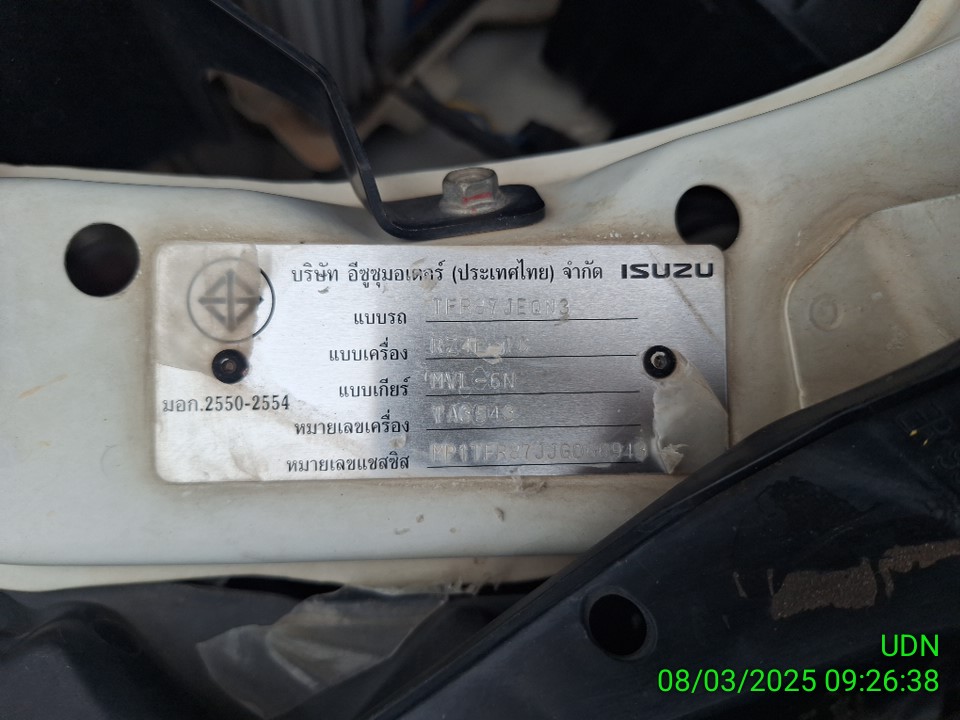 บริษัท อีซูซุมอเตอร์ (ประเทศไทย) จำกัด ISUZU
แบบรถ
แบบเครื่อง
แบบเกียร์ MVL-6N
มอก.2550-2554
หมายเลขเครื่อง
หมายเลขแชสซิส
UDN
08/03/2025 09:26:38